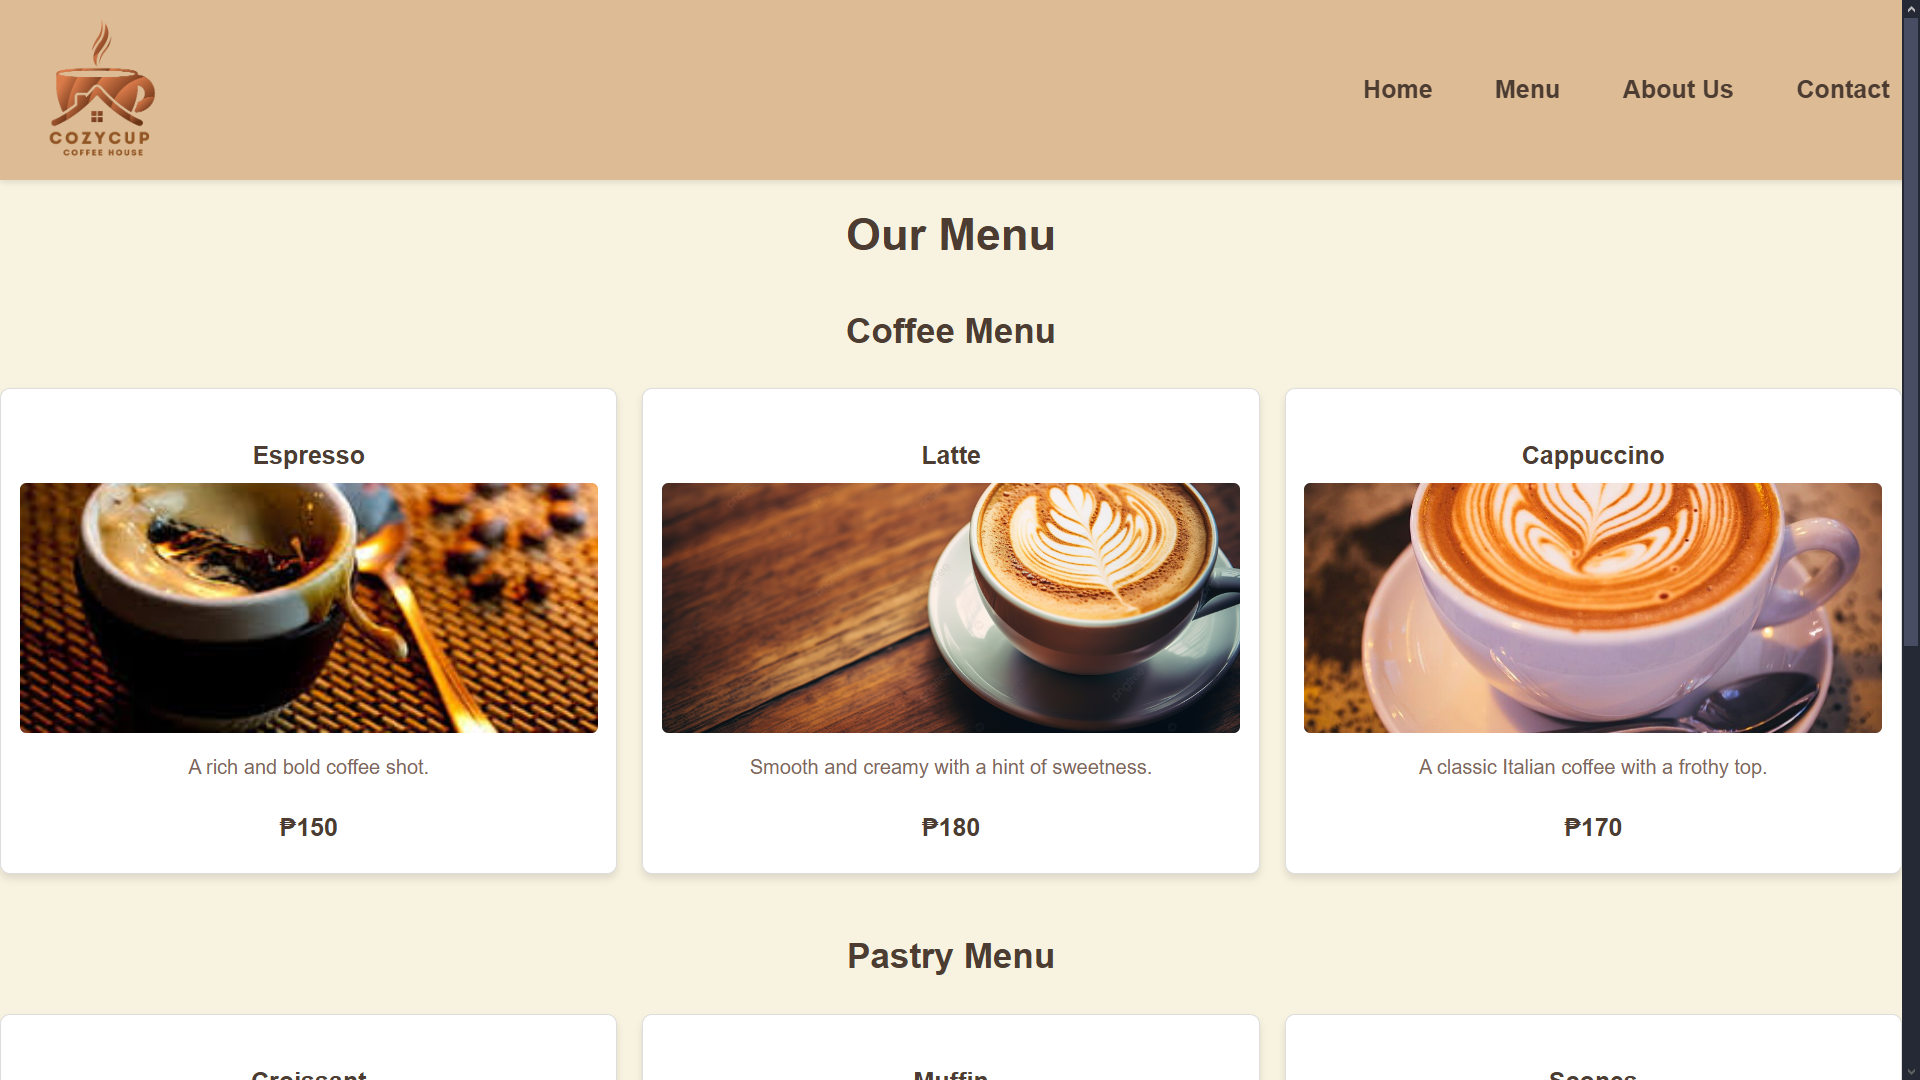 COZYCUP
COFFEE HOUSE
Home Menu About Us Contact
Our Menu
Coffee Menu
Espresso Latte Cappuccino
A rich and bold coffee shot. Smooth and creamy with a hint of sweetness. A classic Italian coffee with a frothy top.
₱150 ₱180 ₱170
Pastry Menu
Croissant Muffin Scones